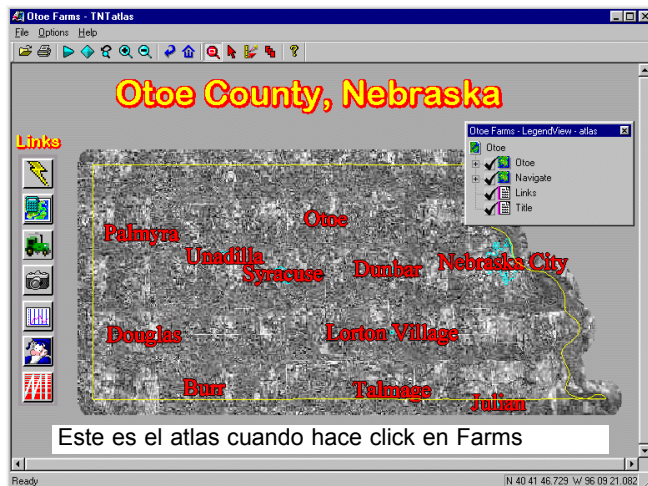 Otoe Farms - TNTatlas
File Options Help
Otoe County, Nebraska
Links
Otoe Farms - LegendView - atlas
Otoe
Otoe
Navigate
Links
Title
Otoe
Palmyra
Unadilla
Syracuse
Dunbar
Nebraska City
Douglas
Lorton Village
Burr
Talmage
Julian
Este es el atlas cuando hace click en Farms
Ready
N 40 41 46.729 W 96 09 21.082